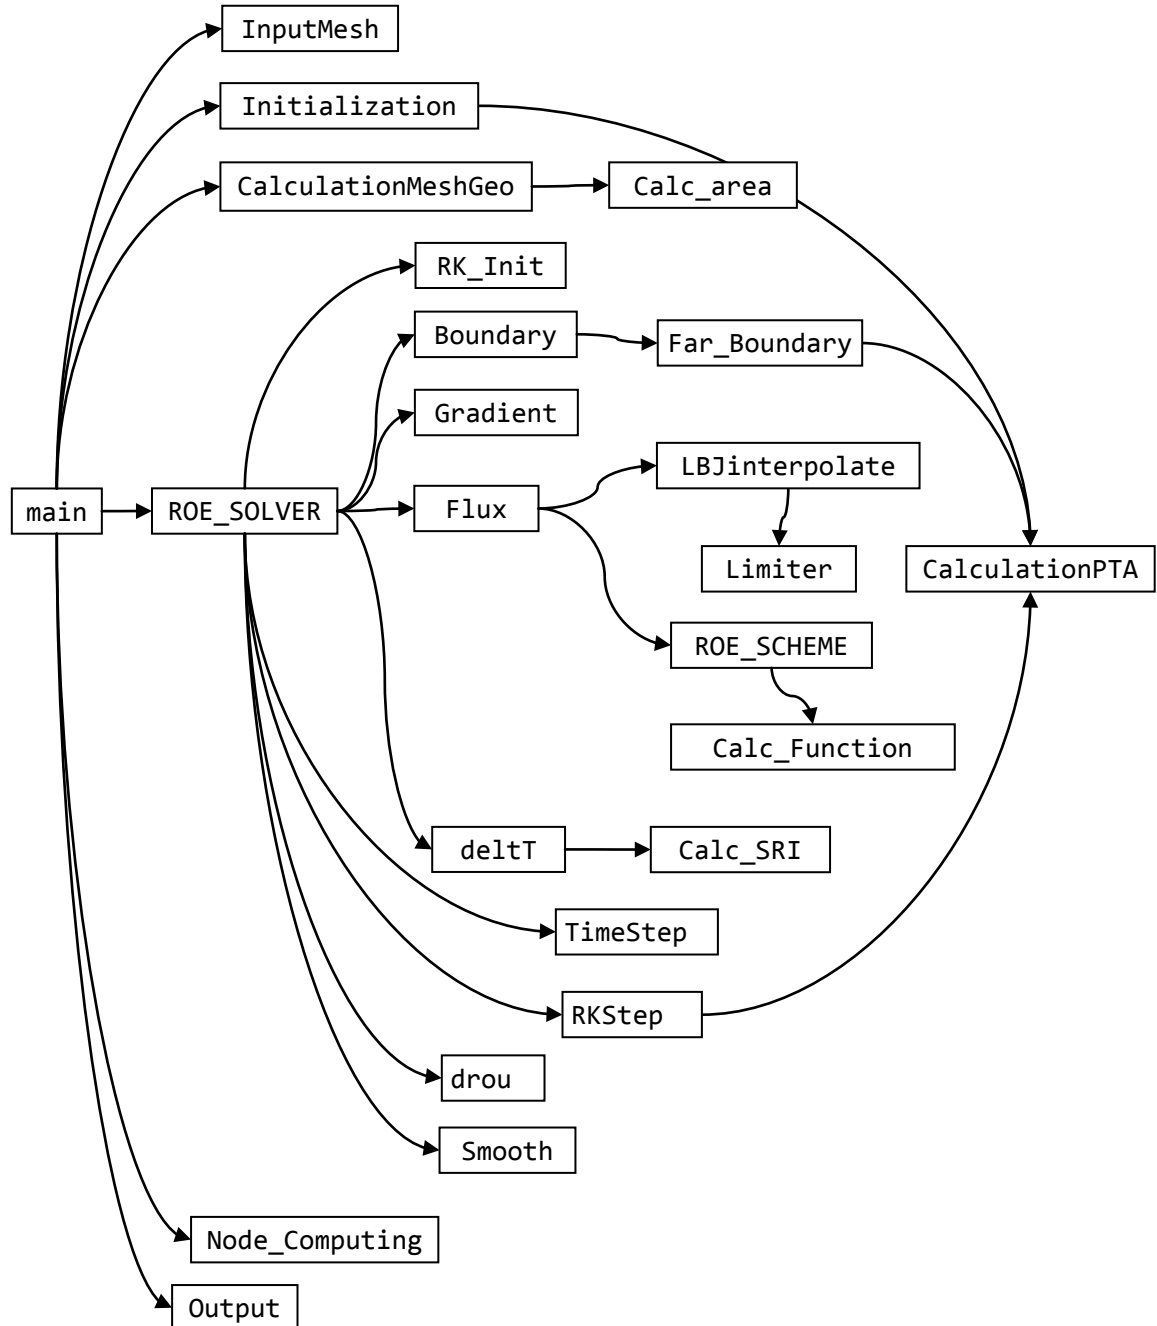 InputMesh
Initialization
CalculationMeshGeo
Calc_area
RK_Init
Boundary
Far_Boundary
Gradient
LBJinterpolate
main
ROE_SOLVER
Flux
Limiter
CalculationPTA
ROE_SCHEME
Calc_Function
deltT
Calc_SRI
TimeStep
RKStep
drou
Smooth
Node_Computing
Output